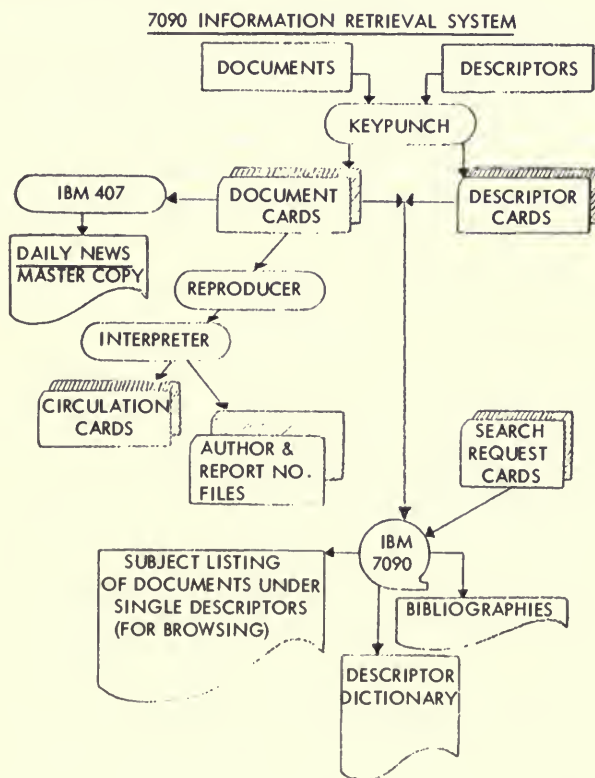 7090 INFORMATION RETRIEVAL SYSTEM
DOCUMENTS
DESCRIPTORS
KEYPUNCH
IBM 407
DOCUMENT
CARDS
DESCRIPTOR
CARDS
DAILY NEWS
MASTER COPY
REPRODUCER
INTERPRETER
CIRCULATION
CARDS
AUTHOR &
REPORT NO.
FILES
SEARCH
REQUEST
CARDS
IBM
7090
SUBJECT LISTING
OF DOCUMENTS UNDER
SINGLE DESCRIPTORS
(FOR BROWSING)
BIBLIOGRAPHIES
DESCRIPTOR
DICTIONARY